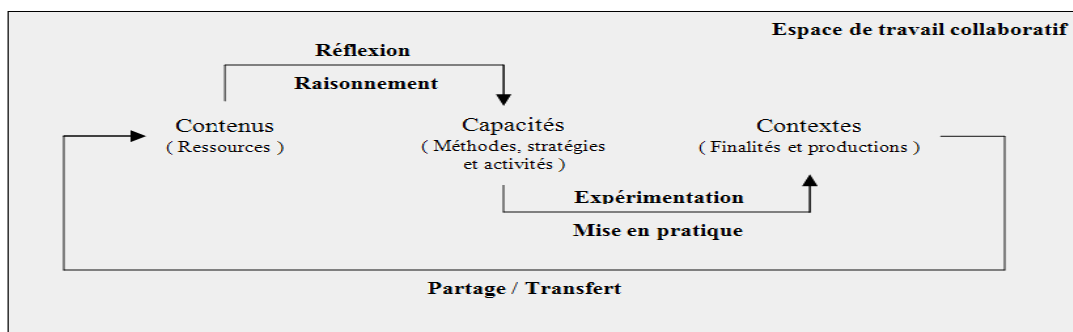 Espace de travail collaboratif
Réflexion
Raisonnement
Contenus
( Ressources )
Capacités
( Méthodes, stratégies
et activités )
Contextes
( Finalités et productions )
Expérimentation
Mise en pratique
Partage / Transfert